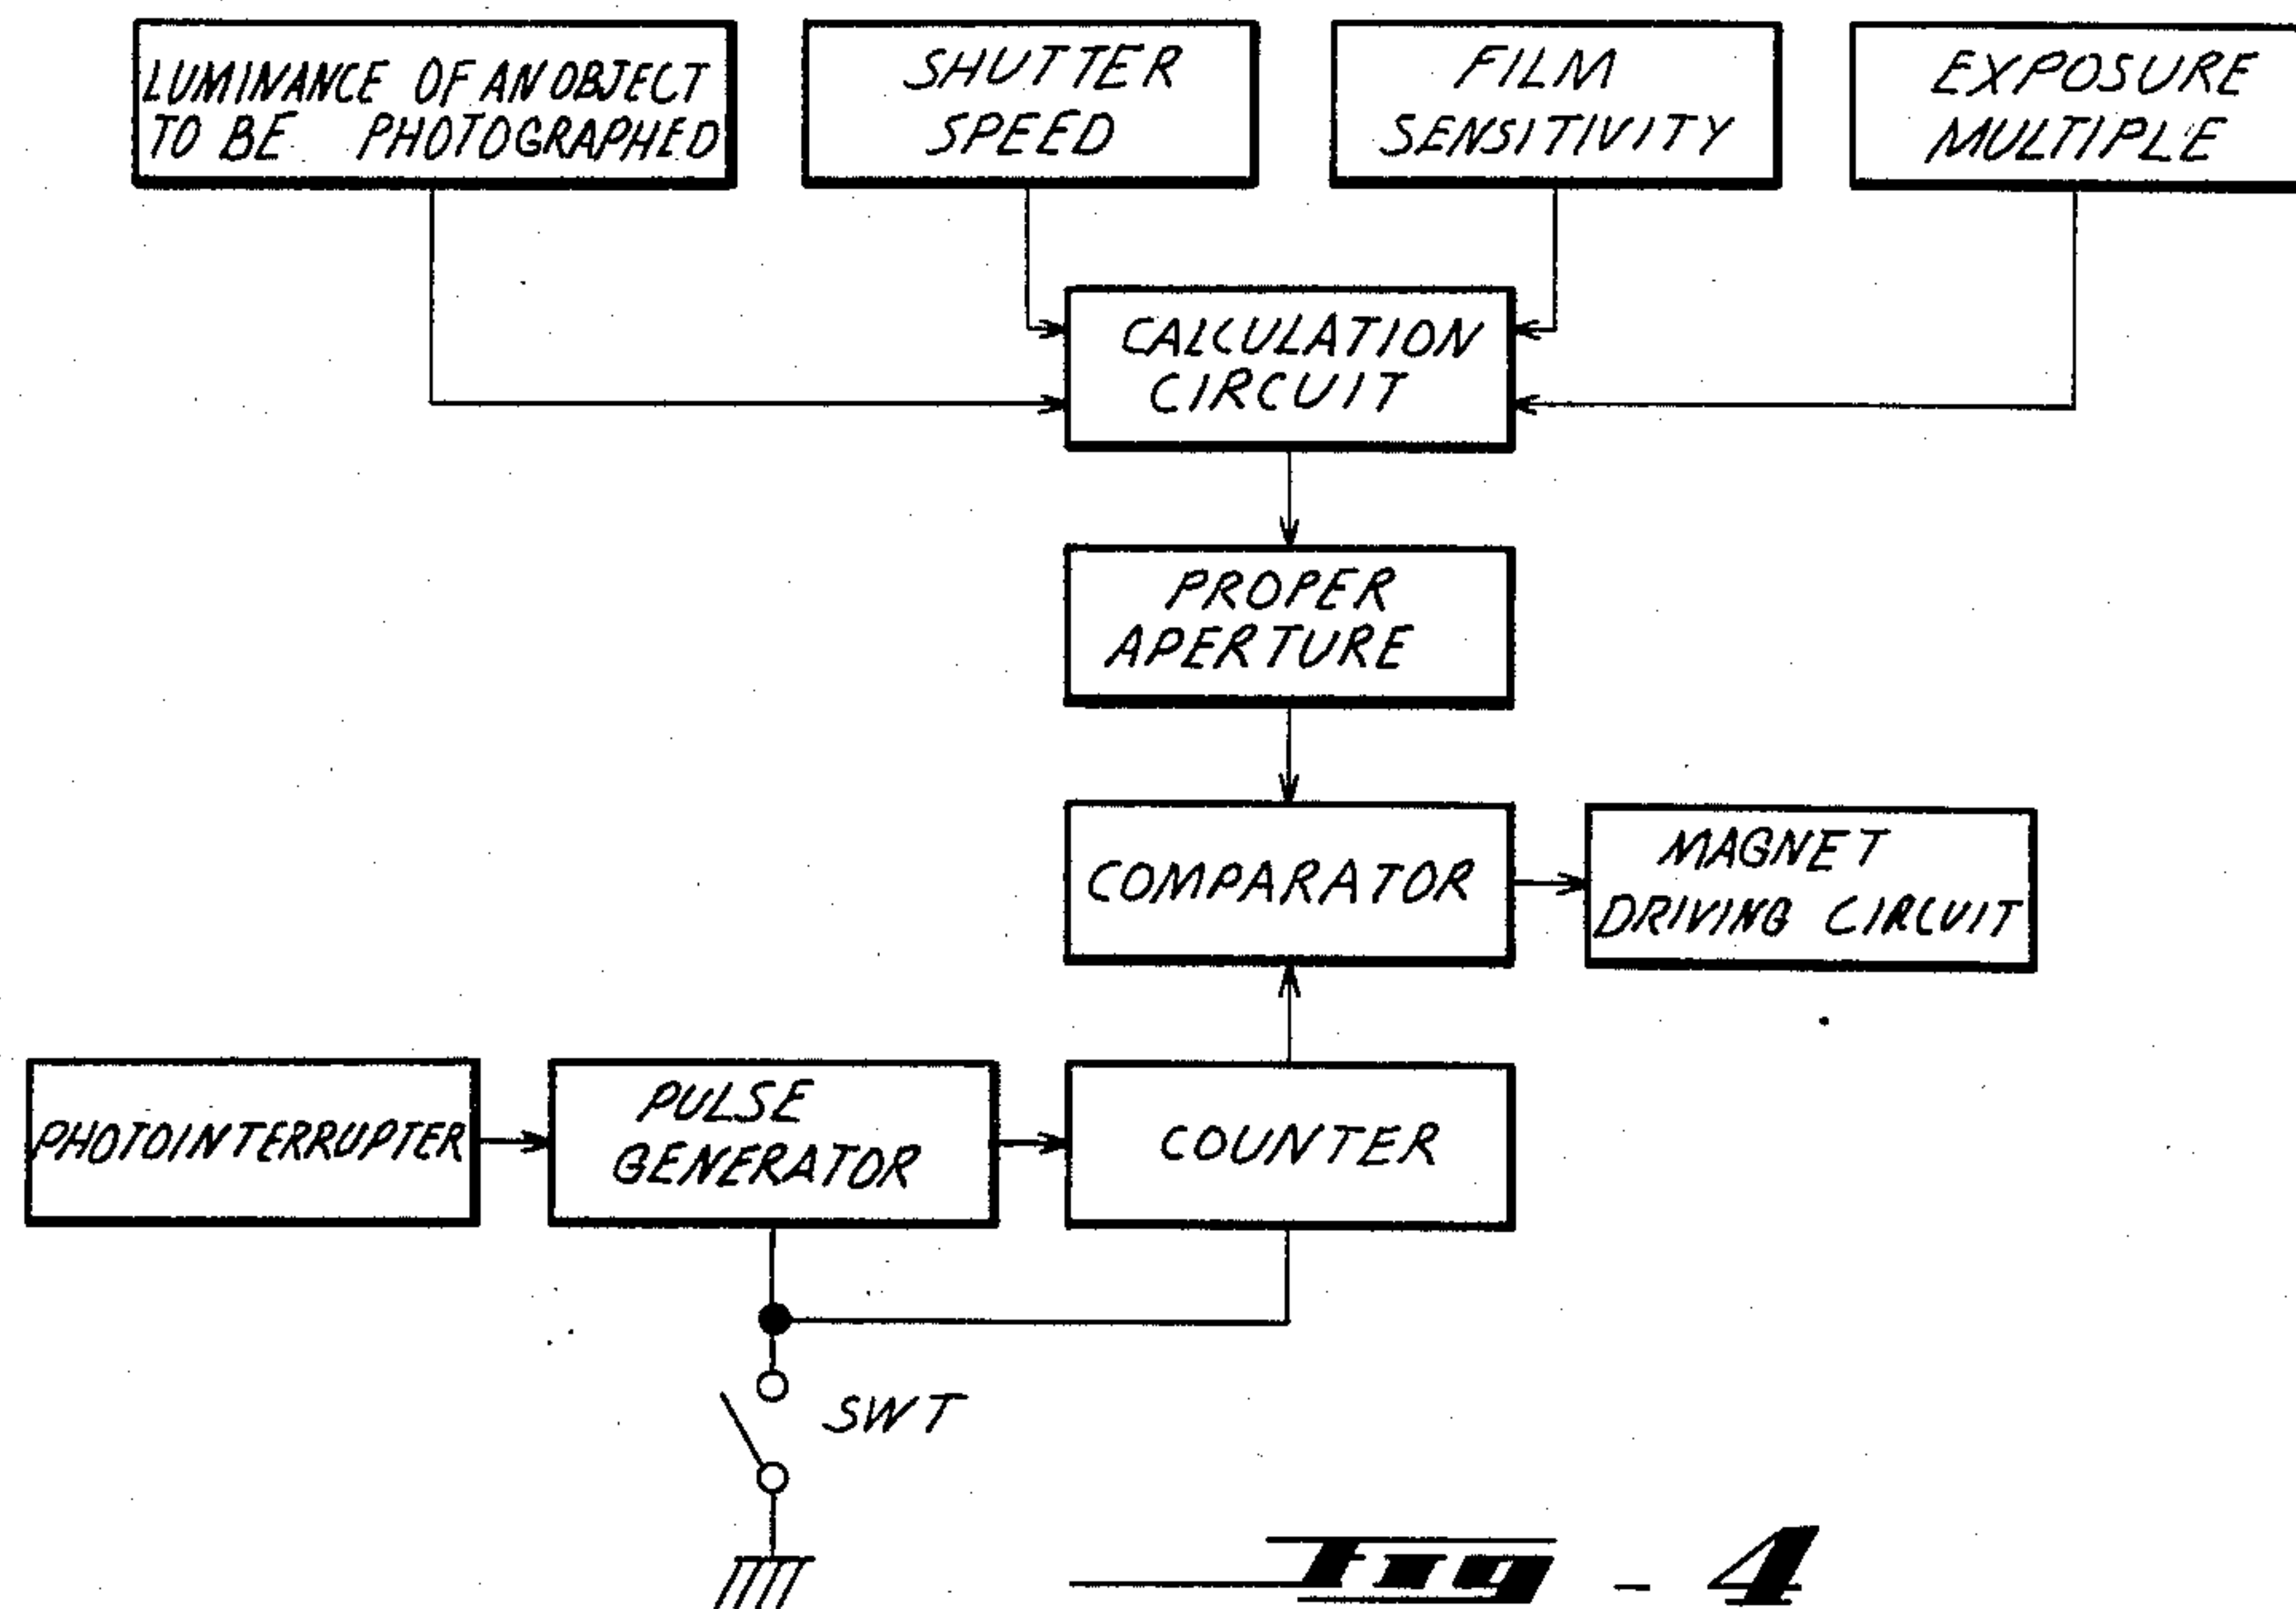 LUMINANCE OF AN OBJECT
TO BE PHOTOGRAPHED
SHUTTER
SPEED
FILM
SENSITIVITY
EXPOSURE
MULTIPLE
CALCULATION
CIRCUIT
PROPER
APERTURE
COMPARATOR
MAGNET
DRIVING CIRCUIT
PHOTOINTERRUPTER
PULSE
GENERATOR
COUNTER
SWT
Fig - 4